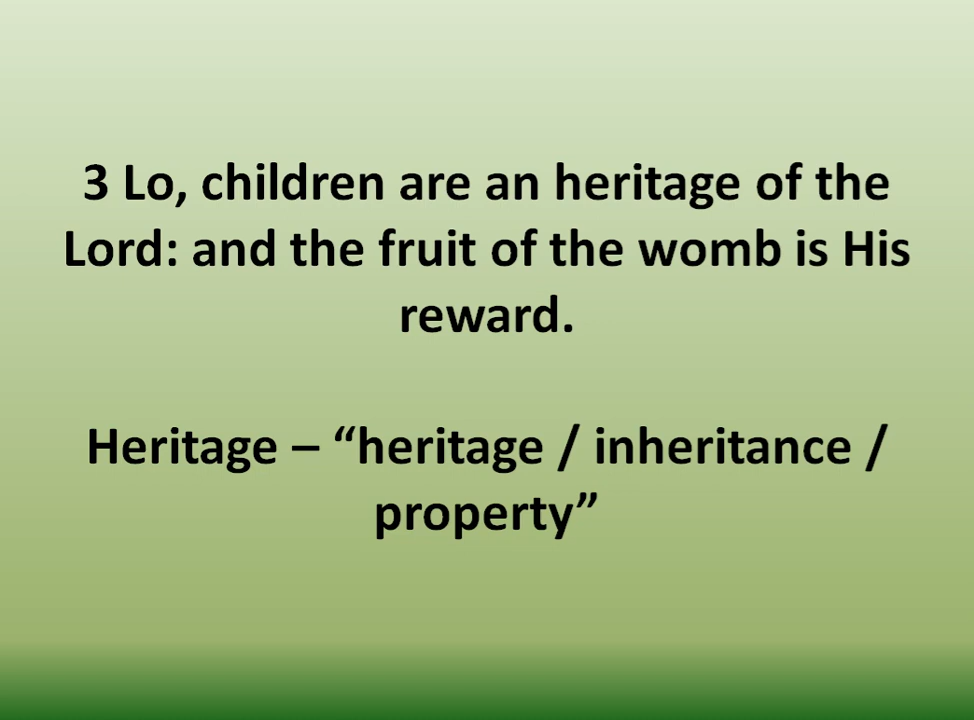 3 Lo, children are an heritage of the
Lord: and the fruit of the womb is His
reward.
Heritage – “heritage / inheritance /
property”